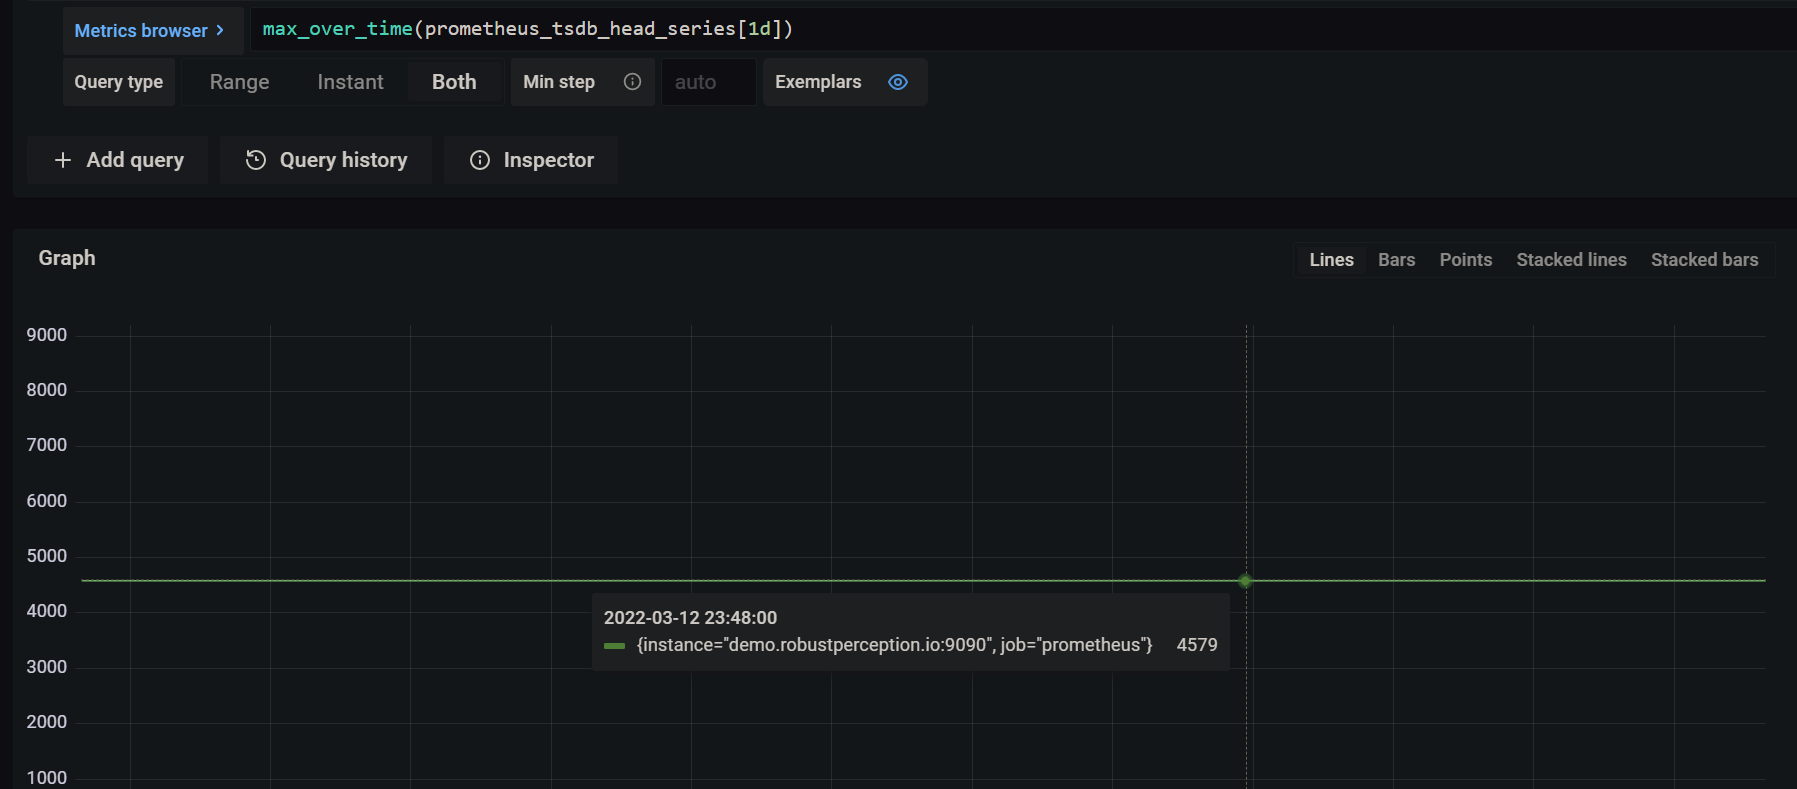 Metrics browser > max_over_time(prometheus_tsdb_head_series[1d])
Query type Range Instant Both Min step auto Exemplars
+ Add query Query history Inspector
Graph Lines Bars Points Stacked lines Stacked bars
9000
8000
7000
6000
5000
4000
3000
2000
1000
2022-03-12 23:48:00
{instance="demo.robustperception.io:9090", job="prometheus"} 4579